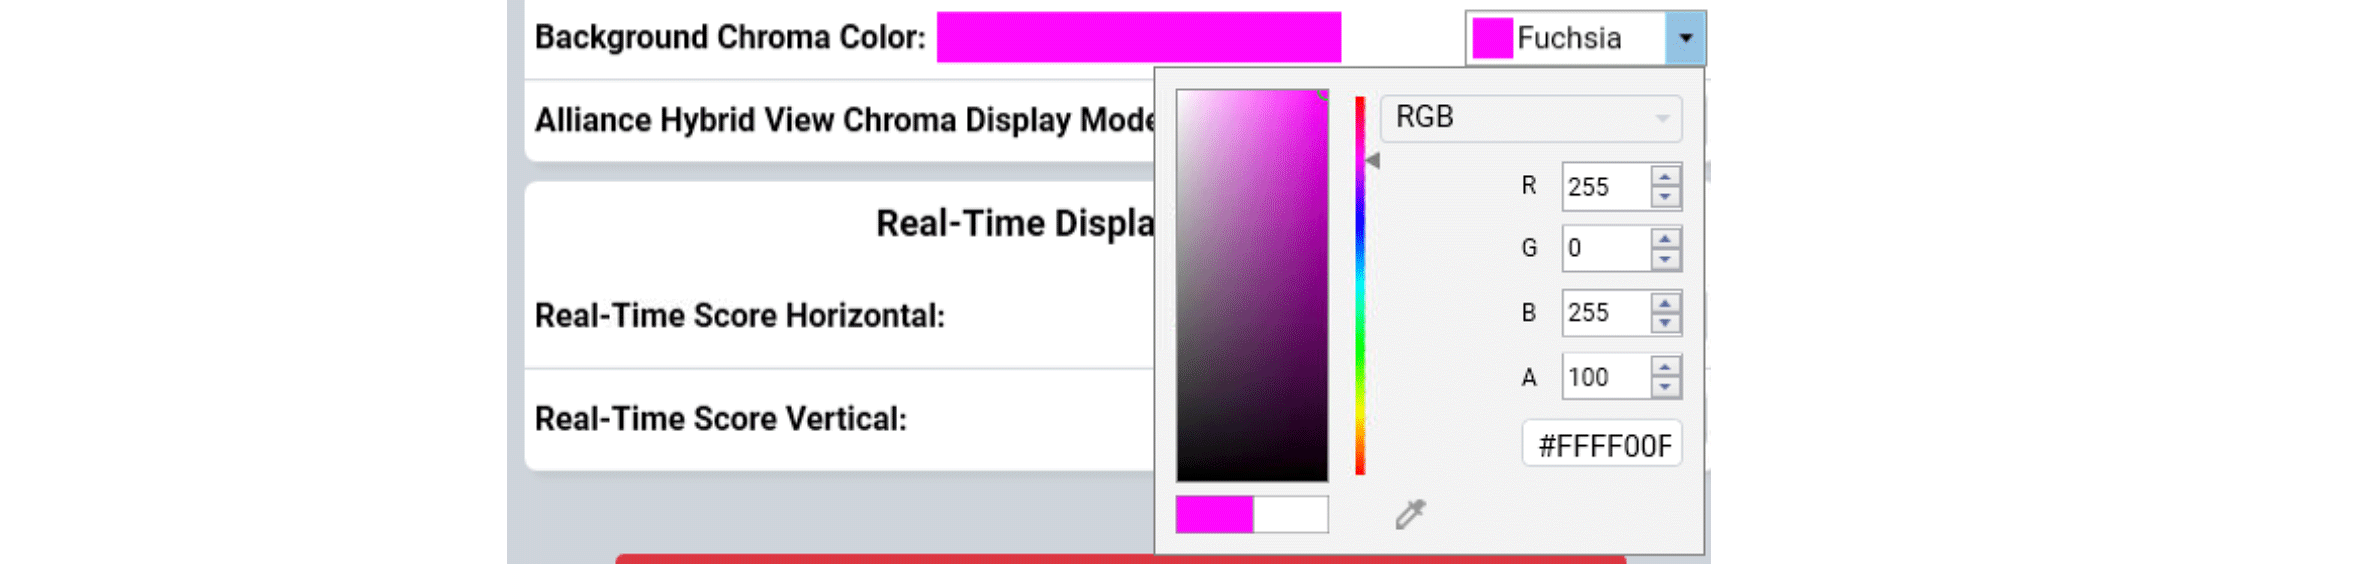 Background Chroma Color:
Fuchsia
Alliance Hybrid View Chroma Display Mode
RGB
R 255
G 0
B 255
A 100
#FFFF00F
Real-Time Displa
Real-Time Score Horizontal:
Real-Time Score Vertical: